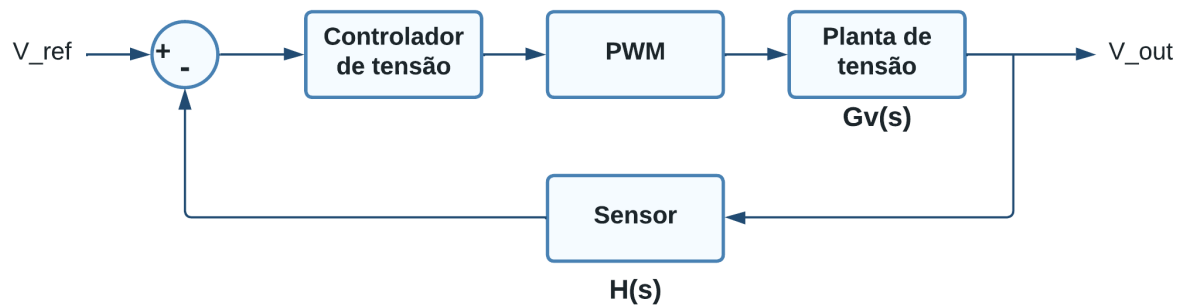 V_ref
+
-
Controlador
de tensão
PWM
Planta de
tensão
V_out
Gv(s)
Sensor
H(s)